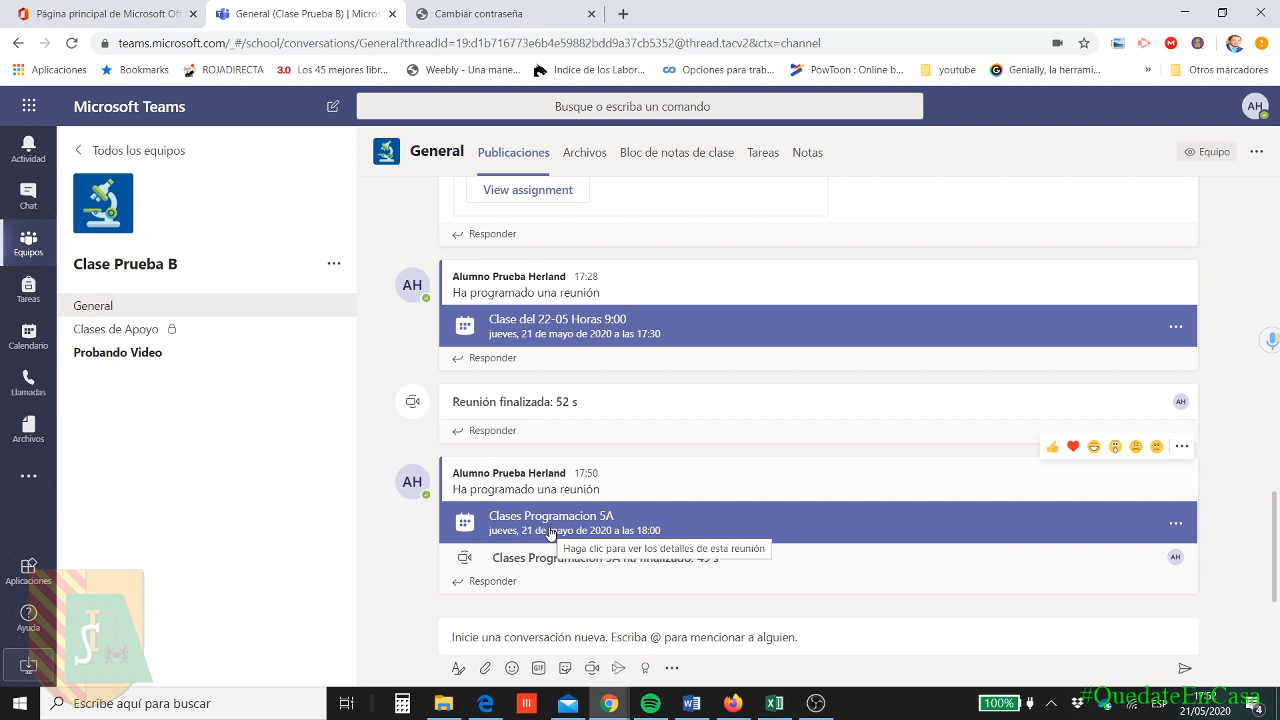 Página principal de Microsoft Off
General (Clase Prueba B) | Micros
Cambiar contraseña
teams.microsoft.com/_#/school/conversations/General?threadId=19:d1b716773e6b4e59882bdd9a37cb5352@thread.tacv2&ctx=channel
Aplicaciones
Bookmarks
ROJADIRECTA
3.0 Los 45 mejores libr...
Weebly - Una mane...
Indice de los Labor...
Opciones para trab...
PowToon : Online b...
youtube
Genially, la herrami...
»
Otros marcadores
Microsoft Teams
Busque o escriba un comando
AH
Actividad
Chat
Equipos
Tareas
Calendario
Llamadas
Archivos
Aplicaciones
Ayuda
Todos los equipos
Clase Prueba B
General
Clases de Apoyo
Probando Video
General
Publicaciones
Archivos
Bloc de notas de clase
Tareas
Notas
Equipo
View assignment
Responder
AH
Alumno Prueba Herland 17:28
Ha programado una reunión
Clase del 22-05 Horas 9:00
jueves, 21 de mayo de 2020 a las 17:30
Responder
Reunión finalizada: 52 s
AH
Responder
AH
Alumno Prueba Herland 17:50
Ha programado una reunión
Clases Programacion 5A
jueves, 21 de mayo de 2020 a las 18:00
Haga clic para ver los detalles de esta reunión
AH
Responder
Inicie una conversación nueva. Escriba @ para mencionar a alguien.
GIF
Escribe aquí para buscar
100%
ESP
21/05/2020
4
#QuedateEnCasa